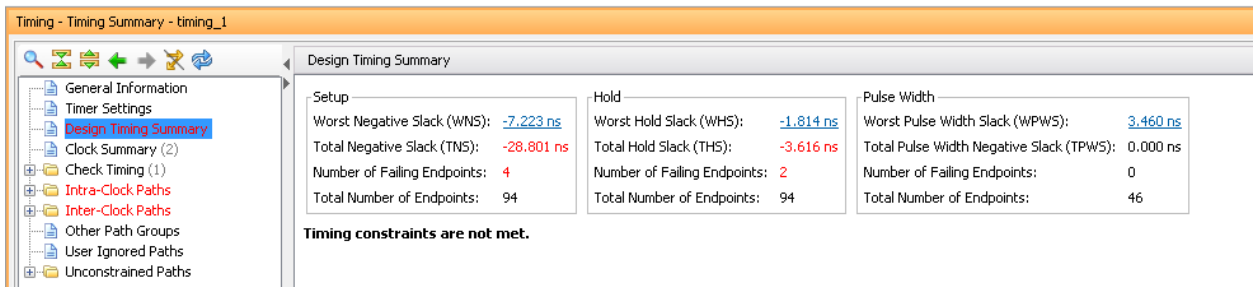 Timing - Timing Summary - timing_1
Design Timing Summary
General Information
Timer Settings
Design Timing Summary
Clock Summary (2)
Check Timing (1)
Intra-Clock Paths
Inter-Clock Paths
Other Path Groups
User Ignored Paths
Unconstrained Paths
Setup
Worst Negative Slack (WNS): -7.223 ns
Total Negative Slack (TNS): -28.801 ns
Number of Failing Endpoints: 4
Total Number of Endpoints: 94
Hold
Worst Hold Slack (WHS): -1.814 ns
Total Hold Slack (THS): -3.616 ns
Number of Failing Endpoints: 2
Total Number of Endpoints: 94
Pulse Width
Worst Pulse Width Slack (WPWS): 3.460 ns
Total Pulse Width Negative Slack (TPWS): 0.000 ns
Number of Failing Endpoints: 0
Total Number of Endpoints: 46
Timing constraints are not met.